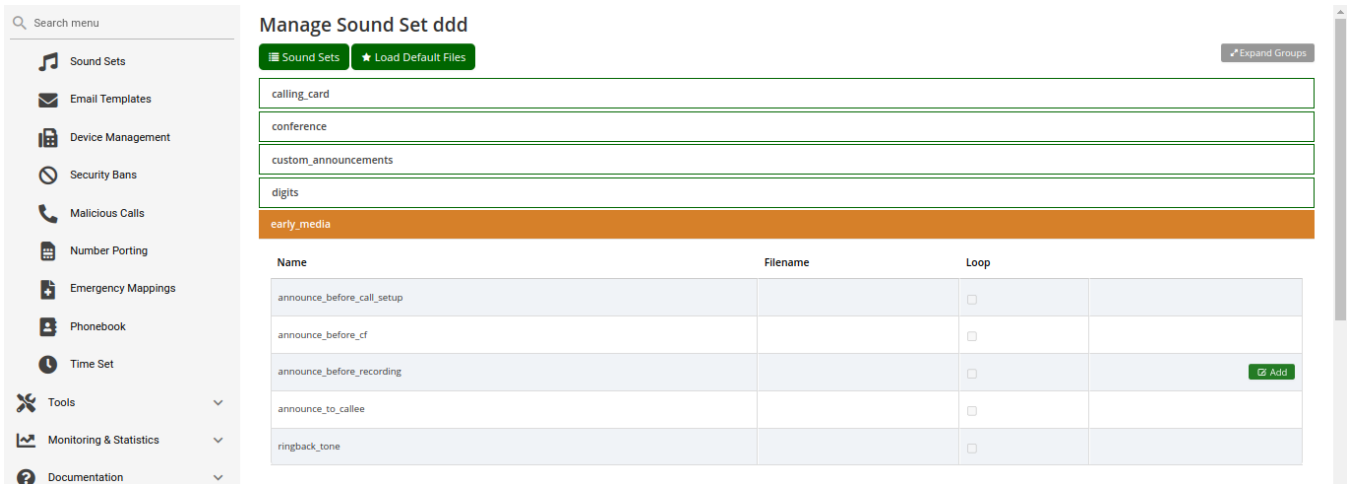 Search menu
Sound Sets
Email Templates
Device Management
Security Bans
Malicious Calls
Number Porting
Emergency Mappings
Phonebook
Time Set
Tools
Monitoring & Statistics
Documentation
Manage Sound Set ddd
Sound Sets Load Default Files Expand Groups
calling_card
conference
custom_announcements
digits
early_media
Name Filename Loop
announce_before_call_setup
announce_before_cf
announce_before_recording Add
announce_to_callee
ringback_tone